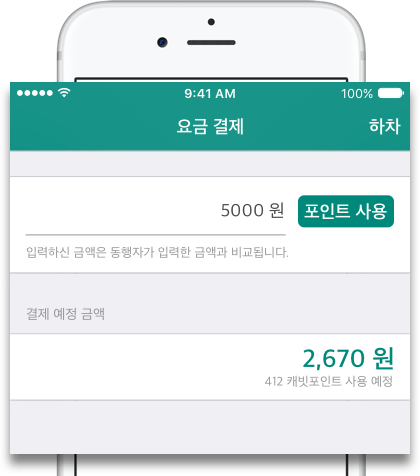 9:41 AM 100%
요금 결제 하차
5000 원 포인트 사용
입력하신 금액은 동행자가 입력한 금액과 비교됩니다.
결제 예정 금액
2,670 원
412 캐빗포인트 사용 예정